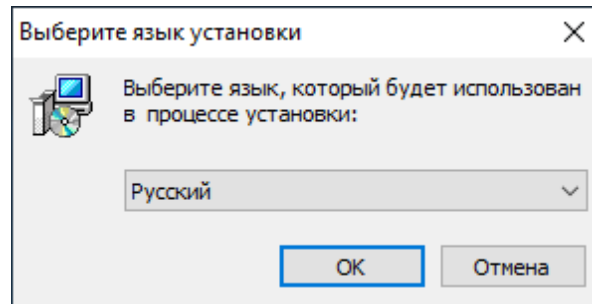 Выберите язык установки
Выберите язык, который будет использован
в процессе установки:
Русский
OK
Отмена